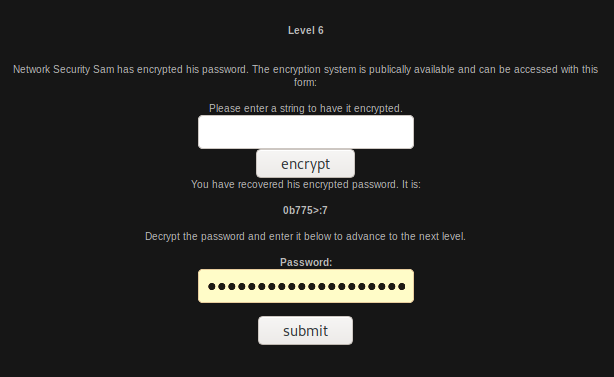 Level 6
Network Security Sam has encrypted his password. The encryption system is publically available and can be accessed with this
form:
Please enter a string to have it encrypted.
encrypt
You have recovered his encrypted password. It is:
0b775>:7
Decrypt the password and enter it below to advance to the next level.
Password:
••••••••••••••••••••
submit